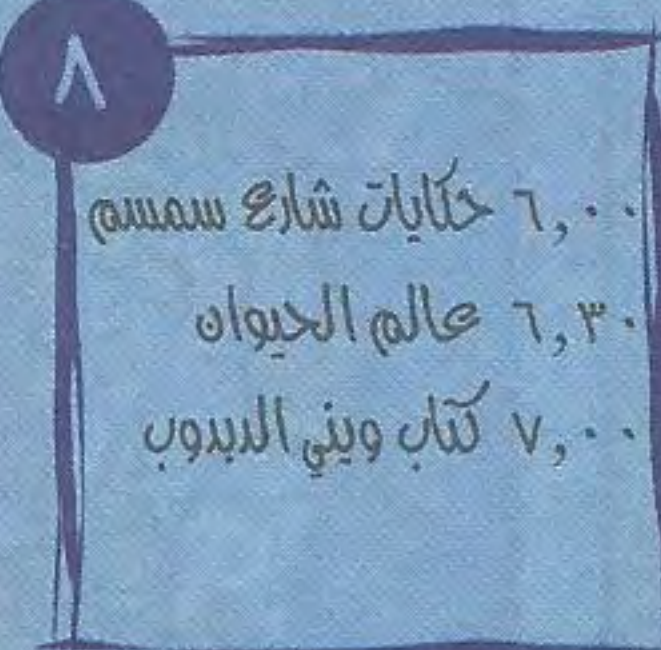 ٨
٦,٠٠ حكايات شارع سمسم
٦,٣٠ عالم الحيوان
٧,٠٠ كتاب ويني الدبدوب